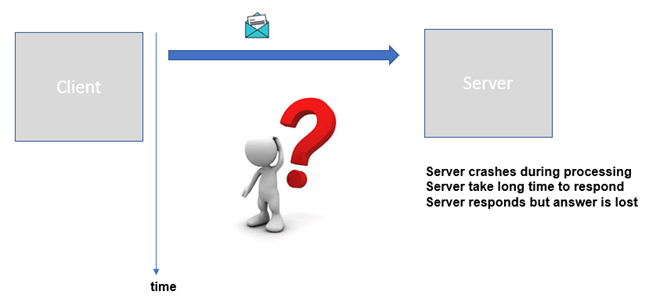 Client
Server
Server crashes during processing
Server take long time to respond
Server responds but answer is lost
time